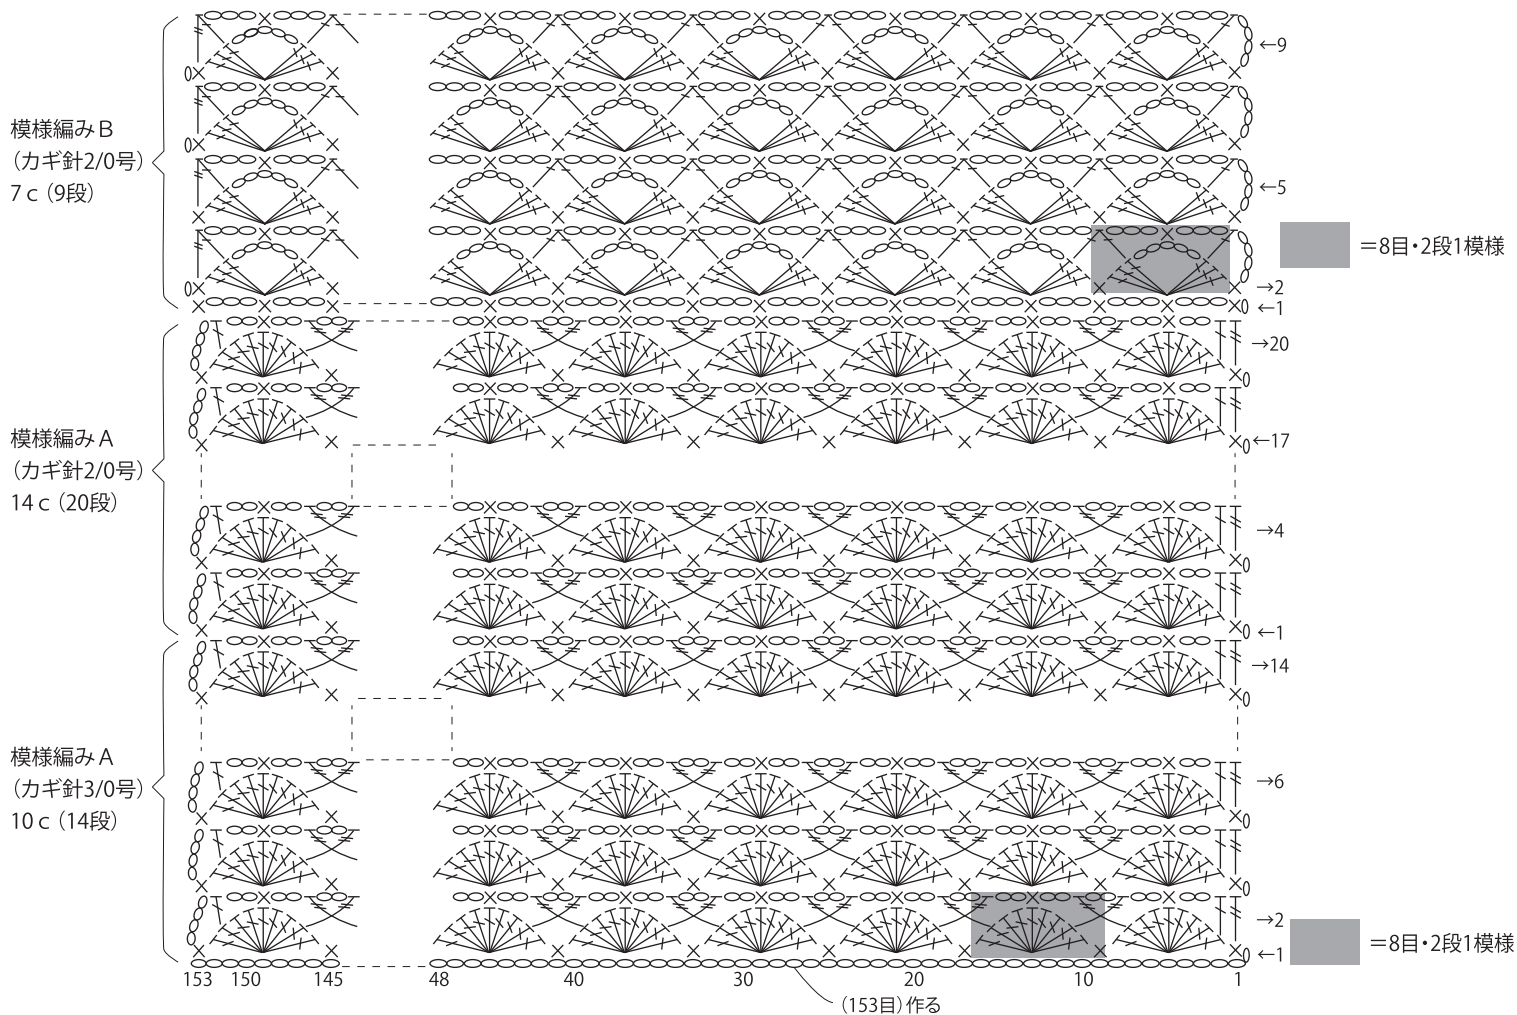 模様編みB
(カギ針2/0号)
7c(9段)
←9
←5
→2
←1
=8目・2段1模様
模様編みA
(カギ針2/0号)
14c(20段)
→20
←17
→4
←1
模様編みA
(カギ針3/0号)
10c(14段)
→14
→6
→2
←1
=8目・2段1模様
153 150 145 48 40 30 20 10 1
(153目)作る